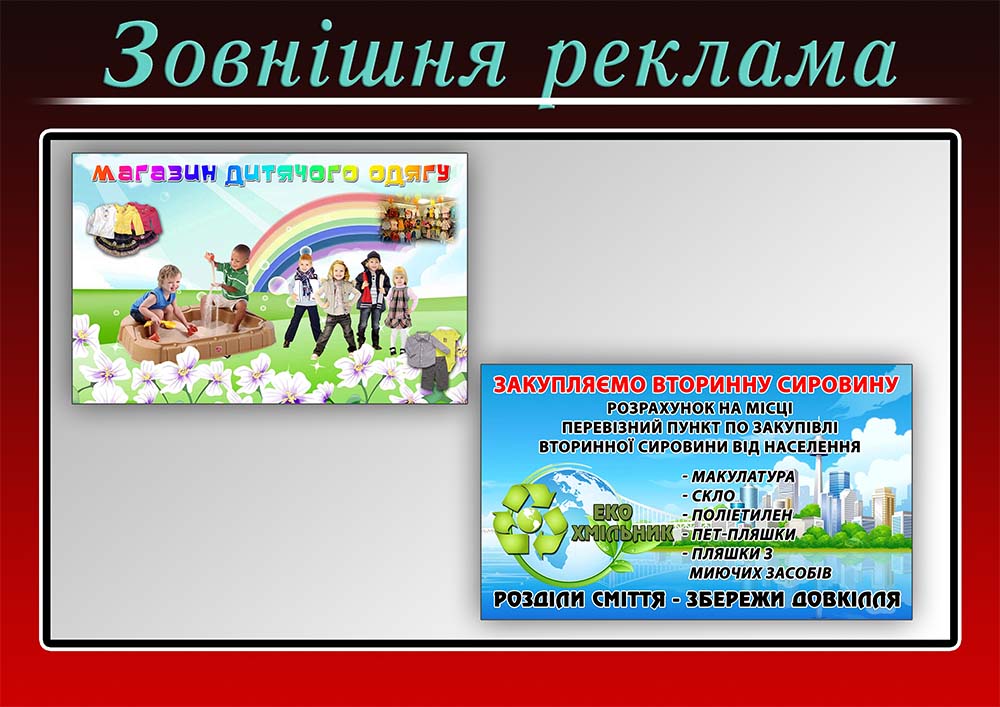 Зовнішня реклама
магазин дитячого одягу
ЗАКУПЛЯЄМО ВТОРИННУ СИРОВИНУ
РОЗРАХУНОК НА МІСЦІ
ПЕРЕВІЗНИЙ ПУНКТ ПО ЗАКУПІВЛІ
ВТОРИННОЇ СИРОВИНИ ВІД НАСЕЛЕННЯ
- МАКУЛАТУРА
- СКЛО
- ПОЛІЕТИЛЕН
- ПЕТ-ПЛЯШКИ
- ПЛЯШКИ З
МИЮЧИХ ЗАСОБІВ
ЕКО
ХМІЛЬНИК
РОЗДІЛИ СМІТТЯ - ЗБЕРЕЖИ ДОВКІЛЛЯ